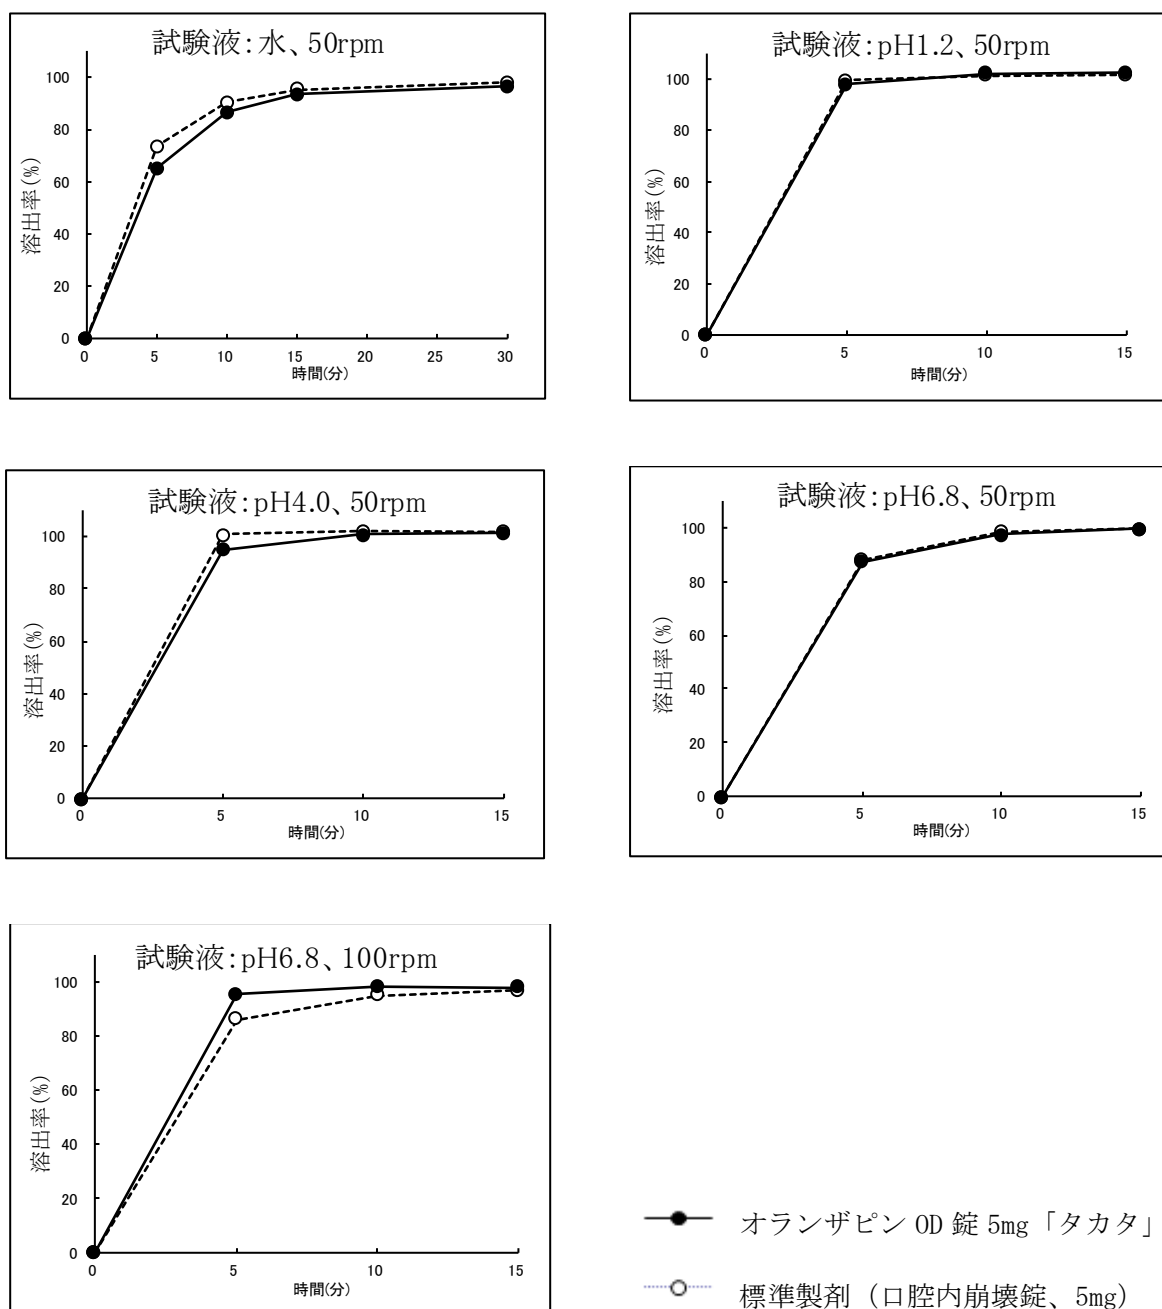 試験液:水、50rpm
100
80
60
40
20
0
溶出率(%)
0 5 10 15 20 25 30
時間(分)
試験液:pH1.2、50rpm
100
80
60
40
20
0
溶出率(%)
0 5 10 15
時間(分)
試験液:pH4.0、50rpm
100
80
60
40
20
0
溶出率(%)
0 5 10 15
時間(分)
試験液:pH6.8、50rpm
100
80
60
40
20
0
溶出率(%)
0 5 10 15
時間(分)
試験液:pH6.8、100rpm
100
80
60
40
20
0
溶出率(%)
0 5 10 15
時間(分)
オランザピン OD 錠 5mg「タカタ」
標準製剤（口腔内崩壊錠、5mg）